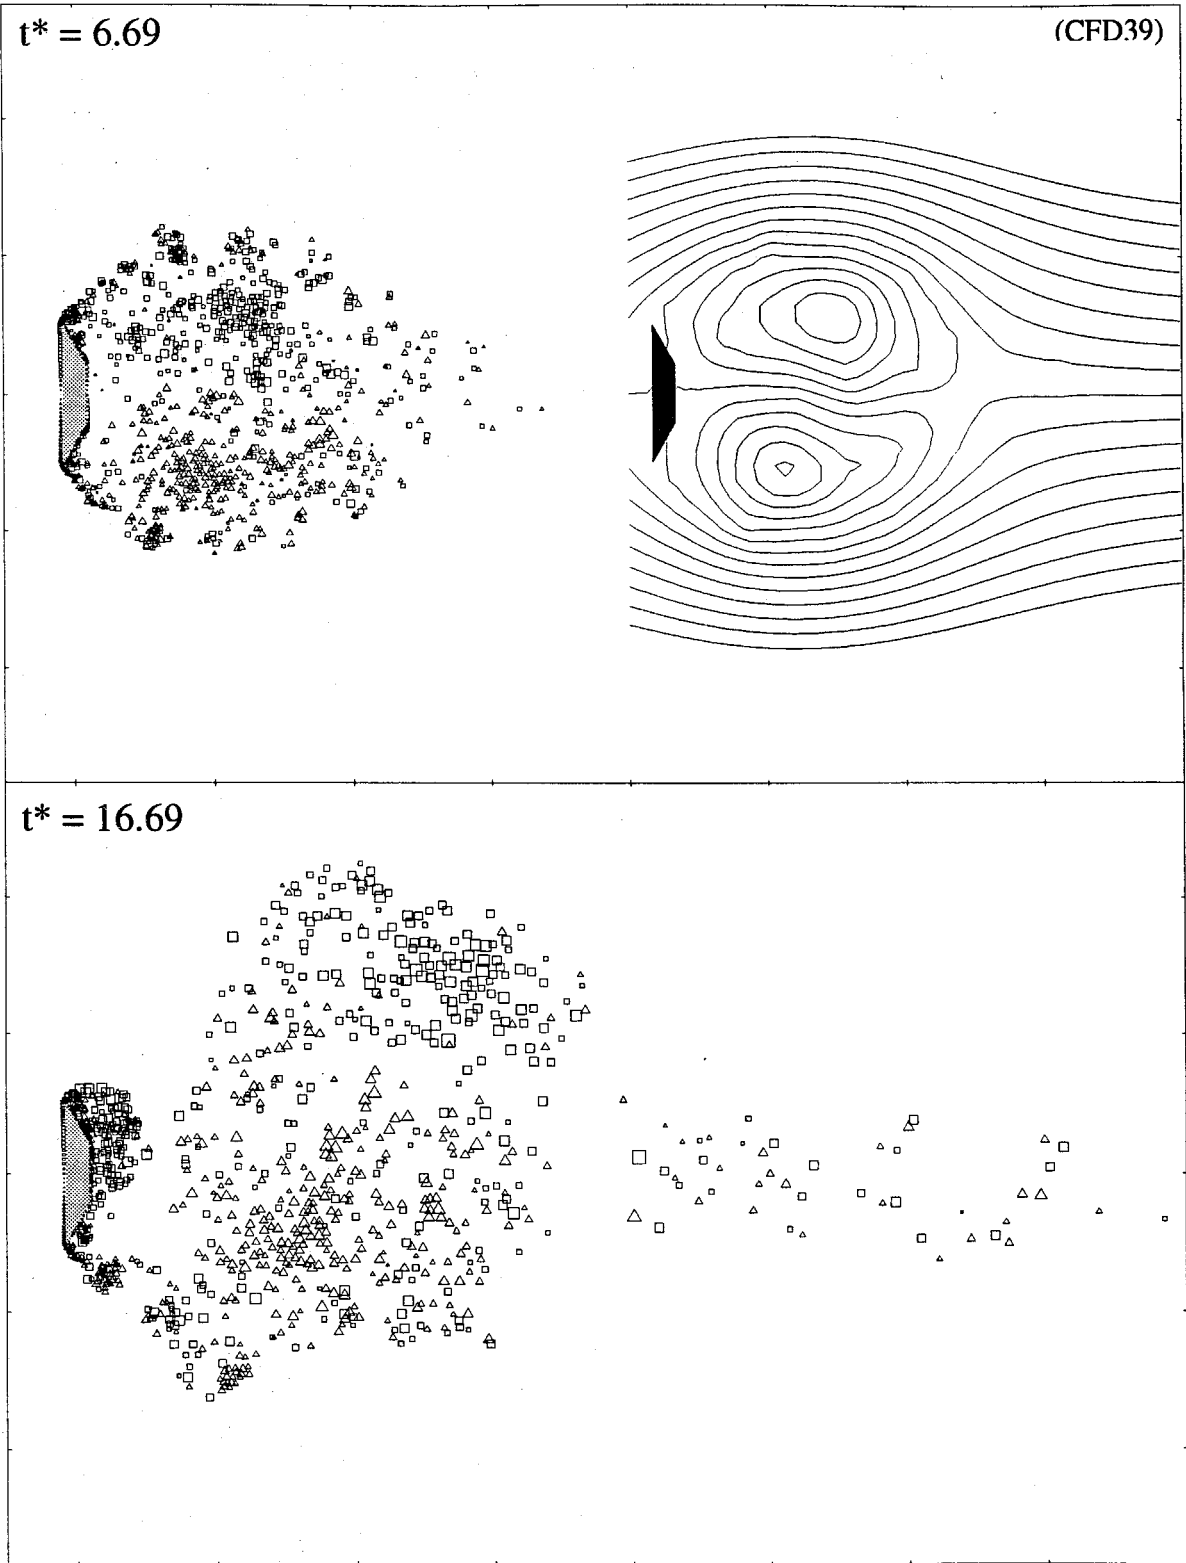 t* = 6.69
(CFD39)
t* = 16.69